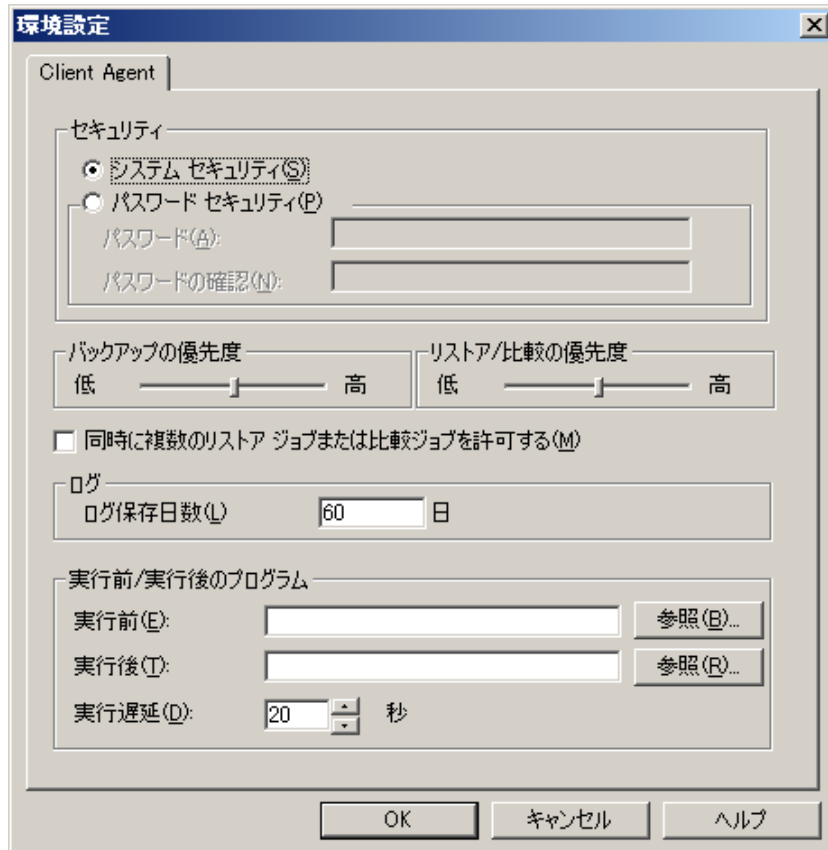 環境設定
Client Agent
セキュリティ
システム セキュリティ(S)
パスワード セキュリティ(P)
パスワード(A):
パスワードの確認(N):
バックアップの優先度 リストア/比較の優先度
低 高 低 高
同時に複数のリストア ジョブまたは比較ジョブを許可する(M)
ログ
ログ保存日数(L) 60 日
実行前/実行後のプログラム
実行前(E): 参照(B)...
実行後(T): 参照(R)...
実行遅延(D): 20 秒
OK キャンセル ヘルプ